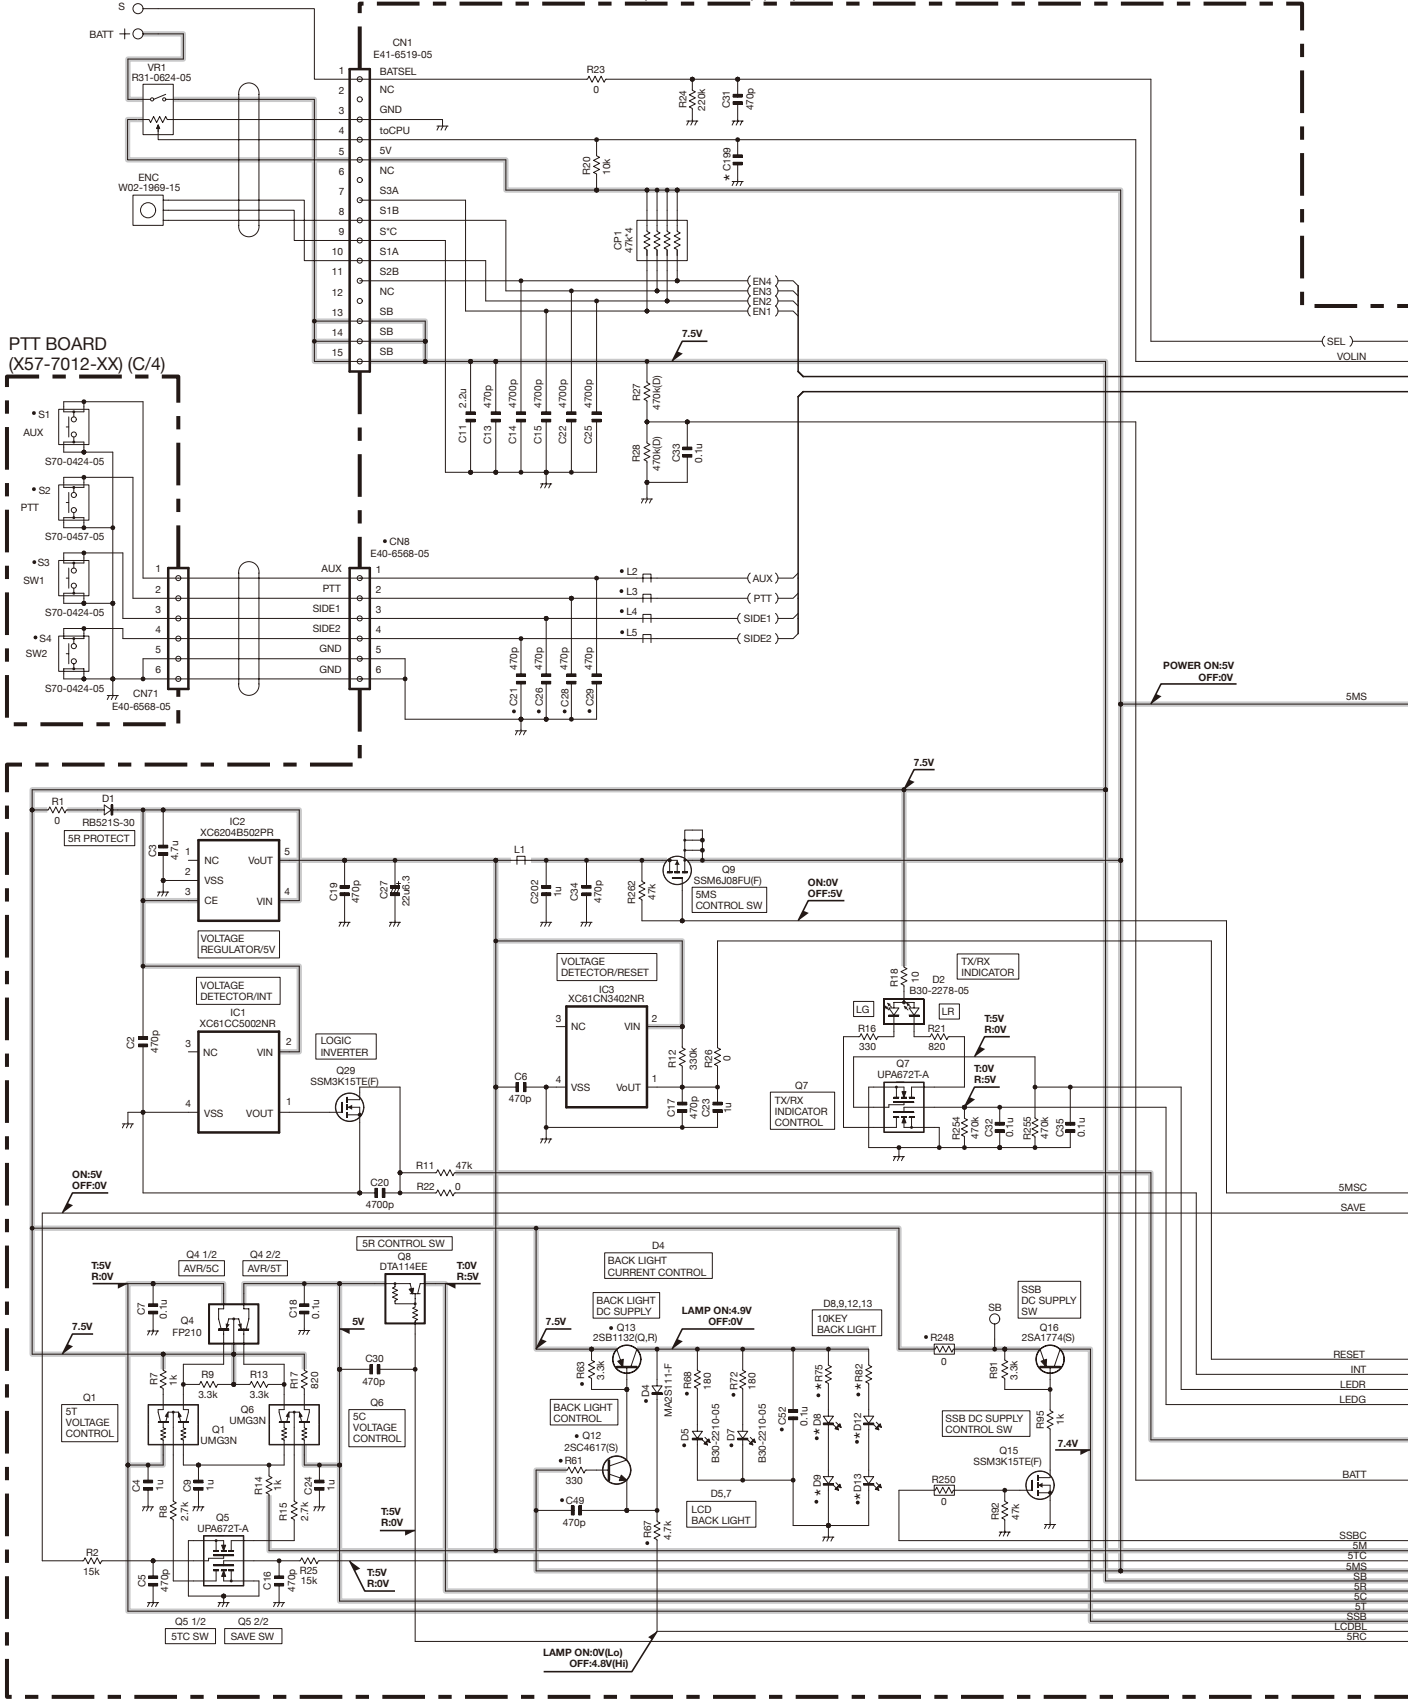 S
BATT +
VR1
R31-0624-05
ENC
W02-1969-15
CN1
E41-6519-05
1 BATSEL
2 NC
3 GND
4 toCPU
5 5V
6 NC
7 S3A
8 S1B
9 S*C
10 S1A
11 S2B
12 NC
13 SB
14 SB
15 SB
R23
0
R24
220k
C31
470p
R20
10k
* C199
CP1
47k*4
EN4
EN3
EN2
EN1
7.5V
SEL
VOLIN
C11 2.2u
C13 470p
C14 4700p
C15 4700p
C22 4700p
C25 4700p
R27
470k(D)
R28
470k(D)
C33
0.1u
PTT BOARD
(X57-7012-XX) (C/4)
•S1
AUX
S70-0424-05
•S2
PTT
S70-0457-05
•S3
SW1
S70-0424-05
•S4
SW2
S70-0424-05
1
2
3
4
5
6
CN71
E40-6568-05
•CN8
E40-6568-05
AUX 1
PTT 2
SIDE1 3
SIDE2 4
GND 5
GND 6
•L2
•L3
•L4
•L5
AUX
PTT
SIDE1
SIDE2
•C21 470p
•C26 470p
•C28 470p
•C29 470p
POWER ON:5V
OFF:0V
5MS
7.5V
R1
0
D1
RB521S-30
5R PROTECT
C3
4.7u
IC2
XC6204B502PR
1 NC
2 VSS
3 CE
VoUT 5
VIN 4
VOLTAGE
REGULATOR/5V
C19
470p
C27
22u6.3
L1
C202
1u
C34
470p
R262
47k
Q9
SSM6J08FU(F)
5MS
CONTROL SW
ON:0V
OFF:5V
VOLTAGE
DETECTOR/INT
IC1
XC61CC5002NR
3 NC
4 VSS
VIN 2
VOUT 1
C2
470p
LOGIC
INVERTER
Q29
SSM3K15TE(F)
VOLTAGE
DETECTOR/RESET
IC3
XC61CN3402NR
3 NC
4 VSS
VIN 2
VoUT 1
C6
470p
R12
330k
R26
0
C17
470p
C23
1u
R18
10
D2
B30-2278-05
TX/RX
INDICATOR
LG
LR
R16
330
R21
820
Q7
UPA672T-A
Q7
TX/RX
INDICATOR
CONTROL
T:5V
R:0V
T:0V
R:5V
R254
470k
C32
0.1u
R255
470k
C35
0.1u
R11 47k
C20
4700p
R22 0
ON:5V
OFF:0V
5MSC
SAVE
5R CONTROL SW
Q8
DTA114EE
Q4 1/2
AVR/5C
Q4 2/2
AVR/5T
T:5V
R:0V
T:0V
R:5V
C7
0.1u
C18
0.1u
Q4
FP210
7.5V
5V
C30
470p
R7
1k
R9
3.3k
R13
3.3k
R17
820
Q1
5T
VOLTAGE
CONTROL
Q1
UMG3N
Q6
UMG3N
Q6
5C
VOLTAGE
CONTROL
C4
1u
C9
1u
R14
1k
C24
1u
R8
2.7k
R15
2.7k
Q5
UPA672T-A
R2
15k
C5
470p
C16
470p
R25
15k
T:5V
R:0V
T:5V
R:0V
Q5 1/2
5TC SW
Q5 2/2
SAVE SW
D4
BACK LIGHT
CURRENT CONTROL
BACK LIGHT
DC SUPPLY
•Q13
2SB1132(Q,R)
LAMP ON:4.9V
OFF:0V
D8,9,12,13
10KEY
BACK LIGHT
7.5V
•R63
3.3k
•D4
MA2S111-F
•R68
180
•R72
180
C52
0.1u
•*R75
•*R82
BACK LIGHT
CONTROL
•Q12
2SC4617(S)
•R61
330
•C49
470p
•R67
4.7k
•D5
B30-2210-05
•D7
B30-2210-05
•*D8
•*D12
•*D9
•*D13
D5,7
LCD
BACK LIGHT
SB
SSB
DC SUPPLY
SW
Q16
2SA1774(S)
•R248
0
R91
3.3k
R95
1k
SSB DC SUPPLY
CONTROL SW
7.4V
Q15
SSM3K15TE(F)
R250
0
R92
47k
RESET
INT
LEDR
LEDG
BATT
SSBC
5M
5TC
5MS
SB
5R
5C
5T
SSB
LCDBL
5RC
LAMP ON:0V(Lo)
OFF:4.8V(Hi)